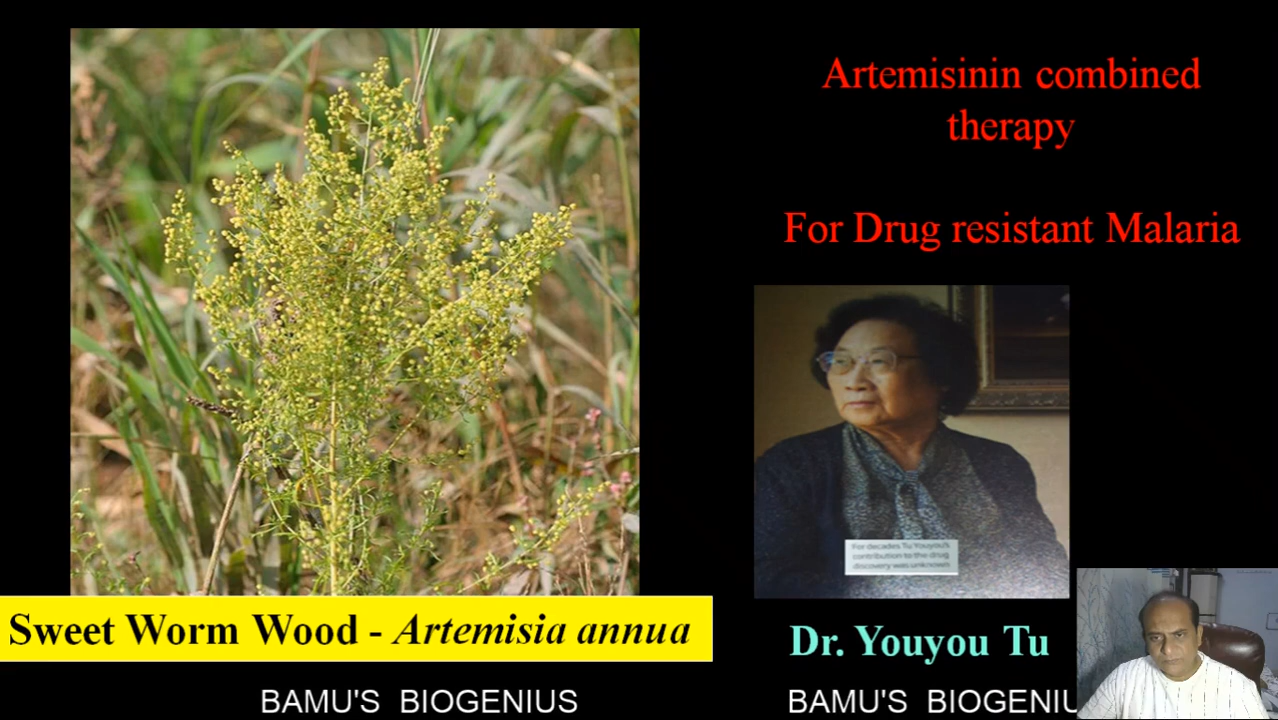 Artemisinin combined
therapy
For Drug resistant Malaria
For decades Tu Youyou's
contribution to the drug
discovery was unknown
Sweet Worm Wood - Artemisia annua
Dr. Youyou Tu
BAMU'S BIOGENIUS
BAMU'S BIOGENIU